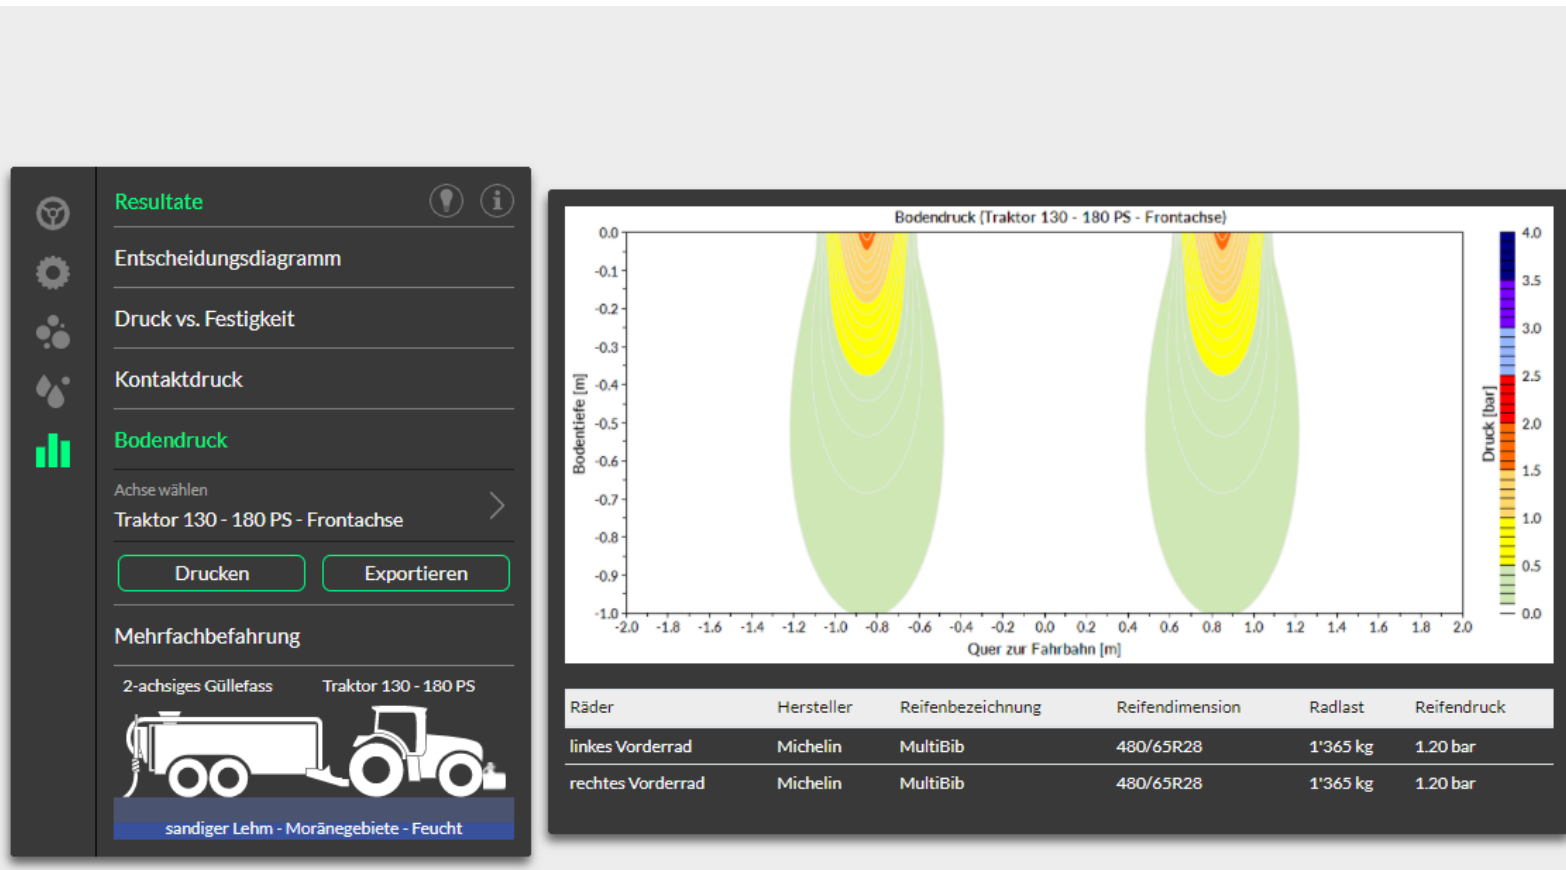 Resultate
Entscheidungsdiagramm
Druck vs. Festigkeit
Kontaktdruck
Bodendruck
Achse wählen
Traktor 130 - 180 PS - Frontachse
Drucken Exportieren
Mehrfachbefahrung
2-achsiges Güllefass Traktor 130 - 180 PS
sandiger Lehm - Moränegebiete - Feucht
Bodendruck (Traktor 130 - 180 PS - Frontachse)
Bodentiefe [m]
0.0
-0.1
-0.2
-0.3
-0.4
-0.5
-0.6
-0.7
-0.8
-0.9
-1.0
-2.0 -1.8 -1.6 -1.4 -1.2 -1.0 -0.8 -0.6 -0.4 -0.2 0.0 0.2 0.4 0.6 0.8 1.0 1.2 1.4 1.6 1.8 2.0
Quer zur Fahrbahn [m]
Druck [bar]
4.0
3.5
3.0
2.5
2.0
1.5
1.0
0.5
0.0
Räder Hersteller Reifenbezeichnung Reifendimension Radlast Reifendruck
linkes Vorderrad Michelin MultiBib 480/65R28 1'365 kg 1.20 bar
rechtes Vorderrad Michelin MultiBib 480/65R28 1'365 kg 1.20 bar